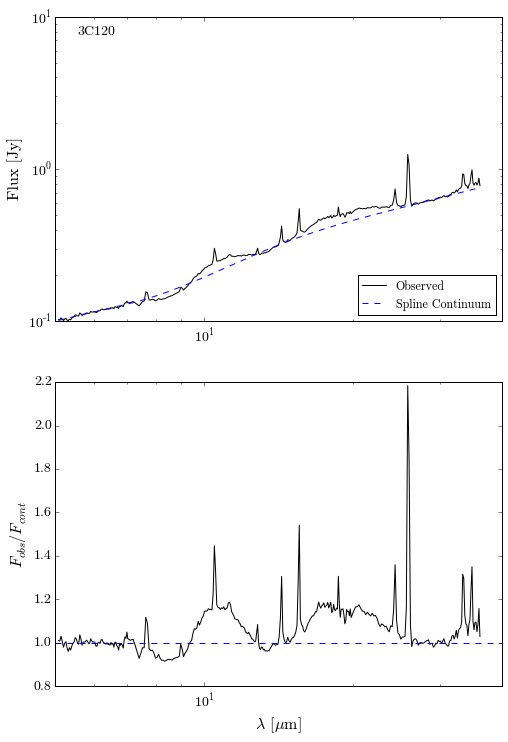 10^1
3C120
10^0
Flux [Jy]
Observed
Spline Continuum
10^-1
10^1
2.2
2.0
1.8
1.6
F_obs/F_cont
1.4
1.2
1.0
0.8
10^1
λ [μm]